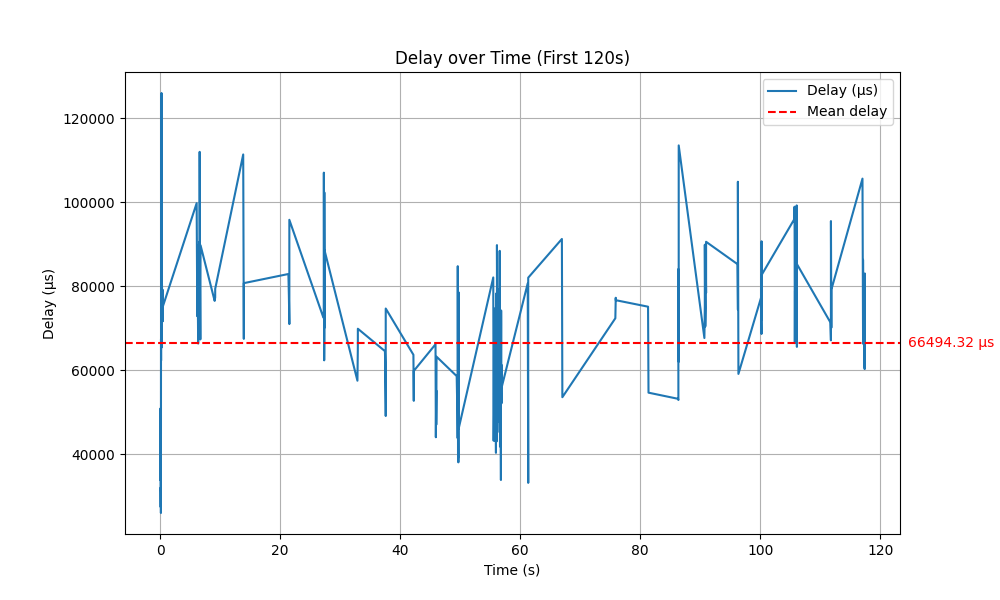 Delay over Time (First 120s)
Delay (µs)
Mean delay
120000
100000
80000
60000
40000
Delay (µs)
66494.32 µs
0 20 40 60 80 100 120
Time (s)